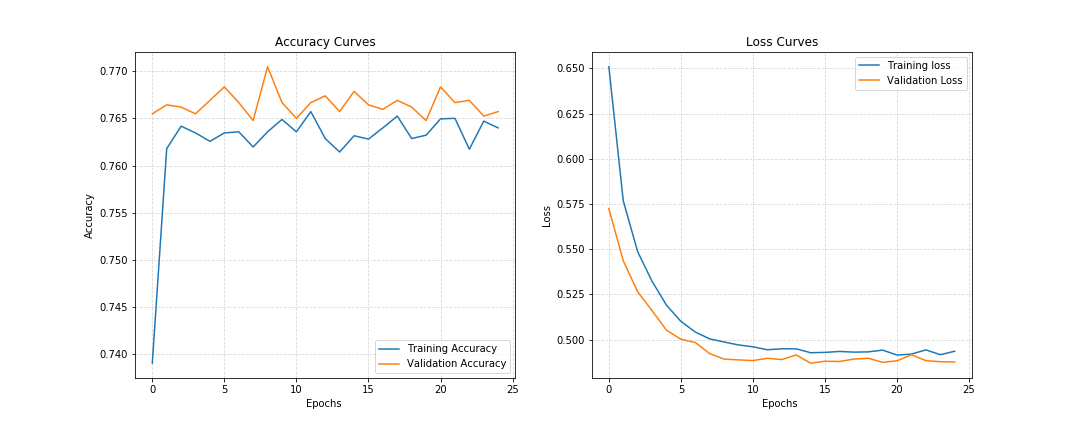 Accuracy Curves
0.770
0.765
0.760
0.755
0.750
0.745
0.740
Accuracy
0 5 10 15 20 25
Epochs
Training Accuracy
Validation Accuracy
Loss Curves
0.650
0.625
0.600
0.575
0.550
0.525
0.500
Loss
0 5 10 15 20 25
Epochs
Training loss
Validation Loss